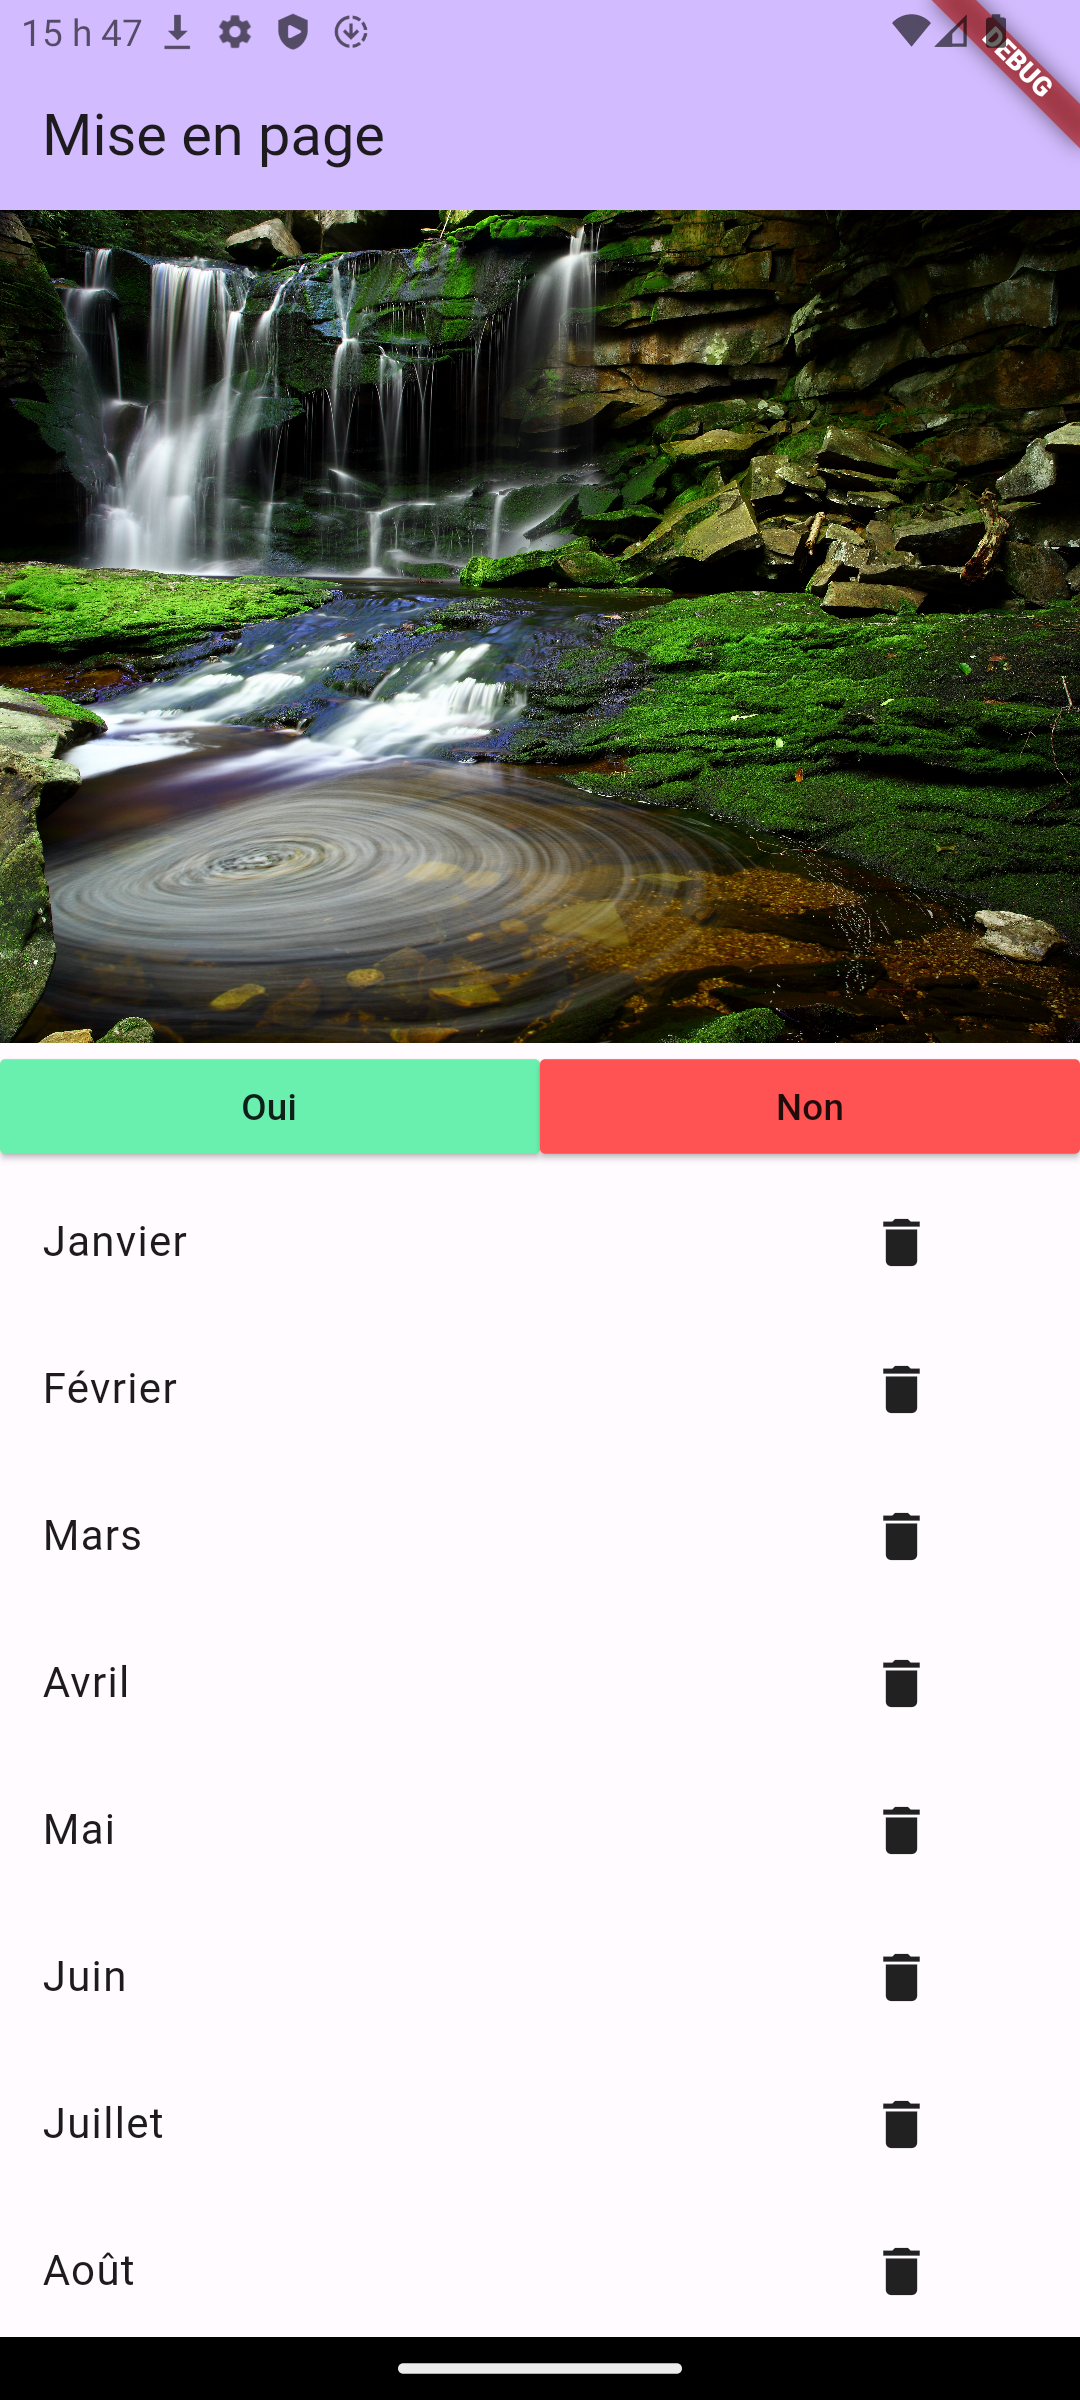 15 h 47
DEBUG
Mise en page
Oui Non
Janvier
Février
Mars
Avril
Mai
Juin
Juillet
Août